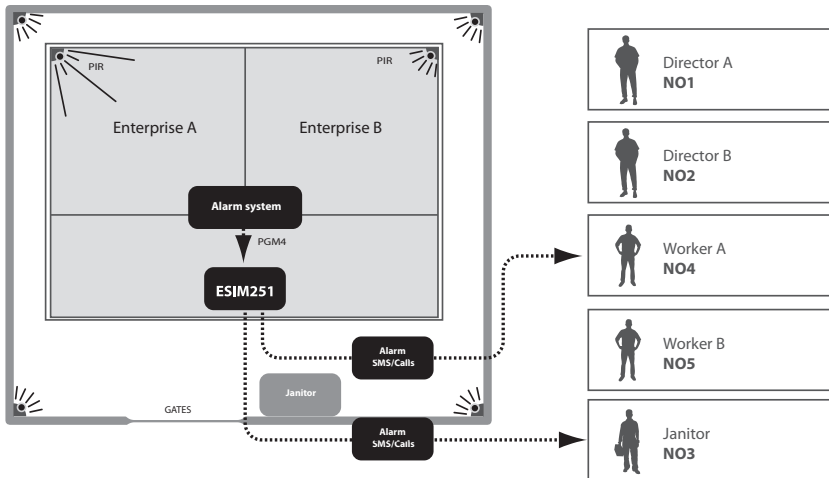 PIR
PIR
Enterprise A
Enterprise B
Alarm system
PGM4
ESIM251
Alarm
SMS/Calls
Janitor
GATES
Alarm
SMS/Calls
Director A
NO1
Director B
NO2
Worker A
NO4
Worker B
NO5
Janitor
NO3